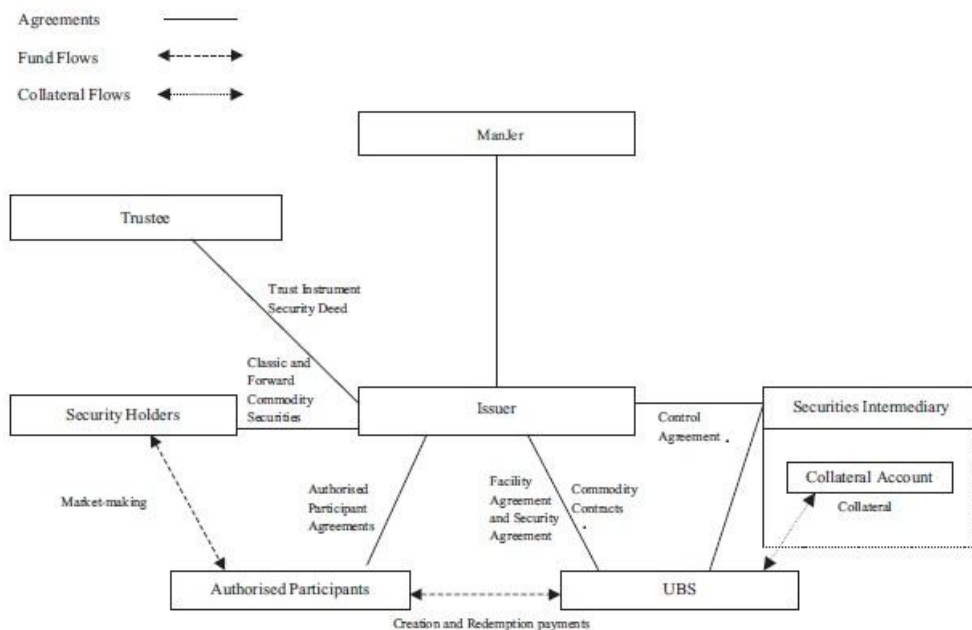 Agreements
Fund Flows
Collateral Flows
ManJer
Trustee
Trust Instrument
Security Deed
Classic and
Forward
Commodity
Securities
Security Holders
Issuer
Control
Agreement
Securities Intermediary
Collateral Account
Collateral
Market-making
Authorised
Participant
Agreements
Facility
Agreement
and Security
Agreement
Commodity
Contracts
Authorised Participants
UBS
Creation and Redemption payments